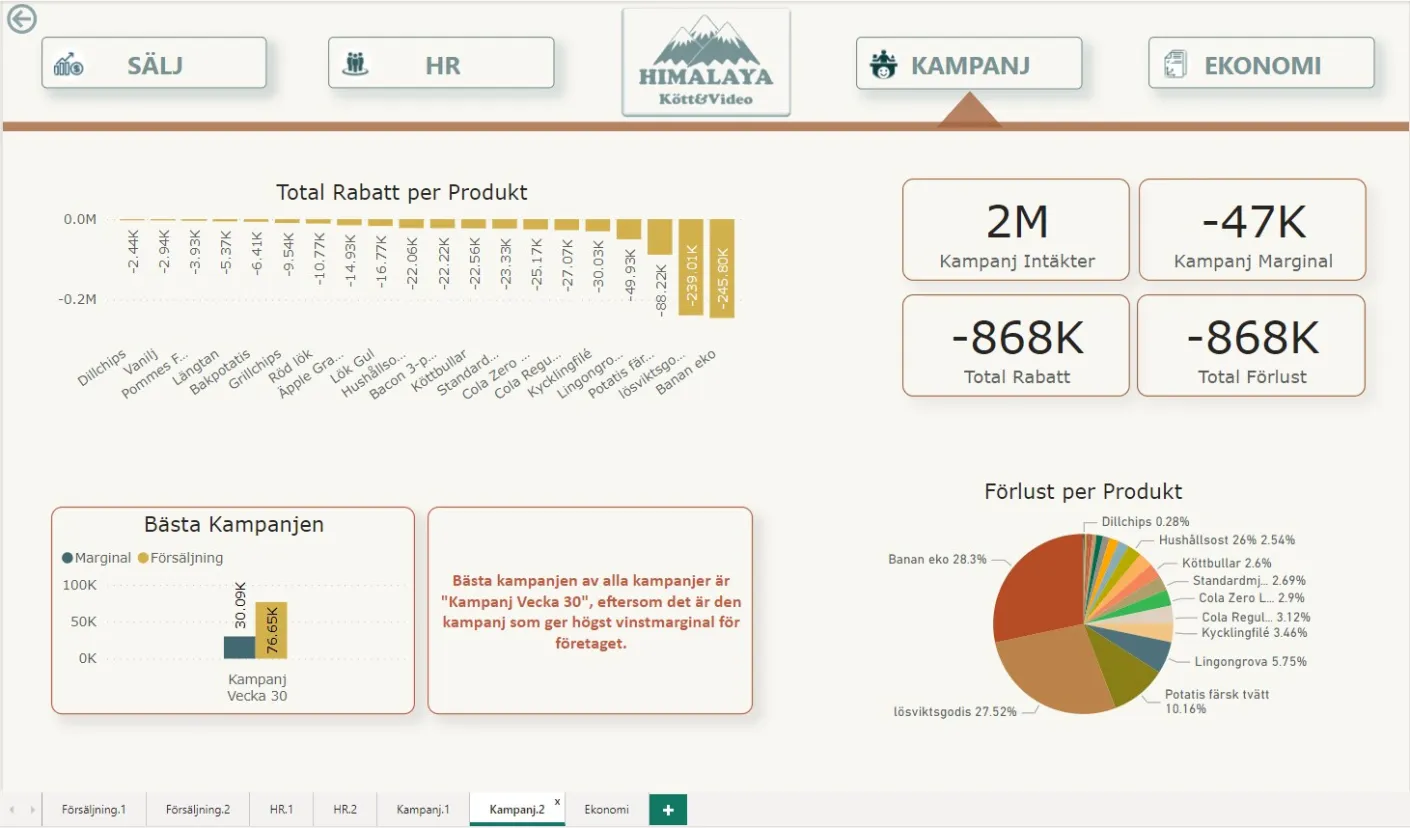 SÄLJ
HR
HIMALAYA
Kött&Video
KAMPANJ
EKONOMI
Total Rabatt per Produkt
0.0M
-0.2M
-2.44K
-2.94K
-3.93K
-5.37K
-6.41K
-9.54K
-10.77K
-14.93K
-16.77K
-22.06K
-22.22K
-22.56K
-23.33K
-25.17K
-27.07K
-30.03K
-49.93K
-88.22K
-239.01K
-245.80K
Dillchips
Vanilj
Pommes F...
Längtan
Bakpotatis
Grillchips
Röd lök
Äpple Gra...
Lök Gul
Hushållso...
Bacon 3-p...
Köttbullar
Standard...
Cola Zero ...
Cola Regu...
Kycklingfilé
Lingongro...
Potatis fär...
lösviktsgo...
Banan eko
2M
Kampanj Intäkter
-47K
Kampanj Marginal
-868K
Total Rabatt
-868K
Total Förlust
Bästa Kampanjen
Marginal Försäljning
100K
50K
0K
30.09K
76.65K
Kampanj
Vecka 30
Bästa kampanjen av alla kampanjer är
"Kampanj Vecka 30", eftersom det är den
kampanj som ger högst vinstmarginal för
företaget.
Förlust per Produkt
Dillchips 0.28%
Hushållsost 26% 2.54%
Köttbullar 2.6%
Standardmj... 2.69%
Cola Zero L... 2.9%
Cola Regul... 3.12%
Kycklingfilé 3.46%
Lingongrova 5.75%
Potatis färsk tvätt
10.16%
lösviktsgodis 27.52%
Banan eko 28.3%
Försäljning.1
Försäljning.2
HR.1
HR.2
Kampanj.1
Kampanj.2
x
Ekonomi
+